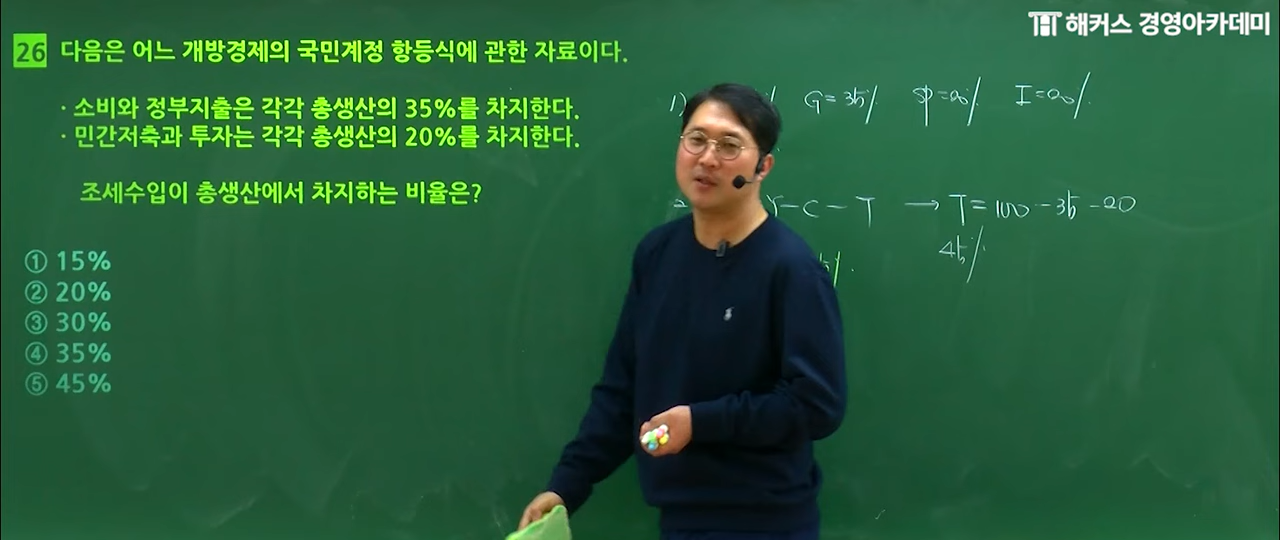 해커스 경영아카데미
26 다음은 어느 개방경제의 국민계정 항등식에 관한 자료이다.
· 소비와 정부지출은 각각 총생산의 35%를 차지한다.
· 민간저축과 투자는 각각 총생산의 20%를 차지한다.
조세수입이 총생산에서 차지하는 비율은?
① 15%
② 20%
③ 30%
④ 35%
⑤ 45%
1) % G=35% SP=20% I=20%
Y-C-T → T=100-35-20
45%